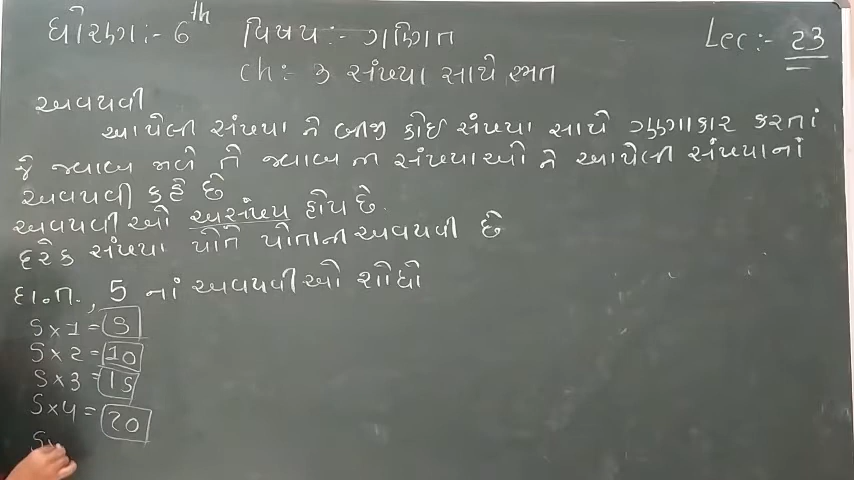 ધોરણ:- 6th વિષય:- ગણિત Lec:- 23
ch:- 3 સંખ્યા સાથે રમત
અવયવી
આપેલી સંખ્યા ને બીજી કોઈ સંખ્યા સાથે ગુણાકાર કરતાં
જે જવાબ મળે તે જવાબ ના સંખ્યાઓ ને આપેલી સંખ્યાનાં
અવયવી કહે છે
અવયવી ઓ અસંખ્ય હોય છે.
દરેક સંખ્યા પોતે પોતાની અવયવી છે
દા.ત., 5 નાં અવયવીઓ શોધો
5 x 1 = 5
5 x 2 = 10
5 x 3 = 15
5 x 4 = 20
5x